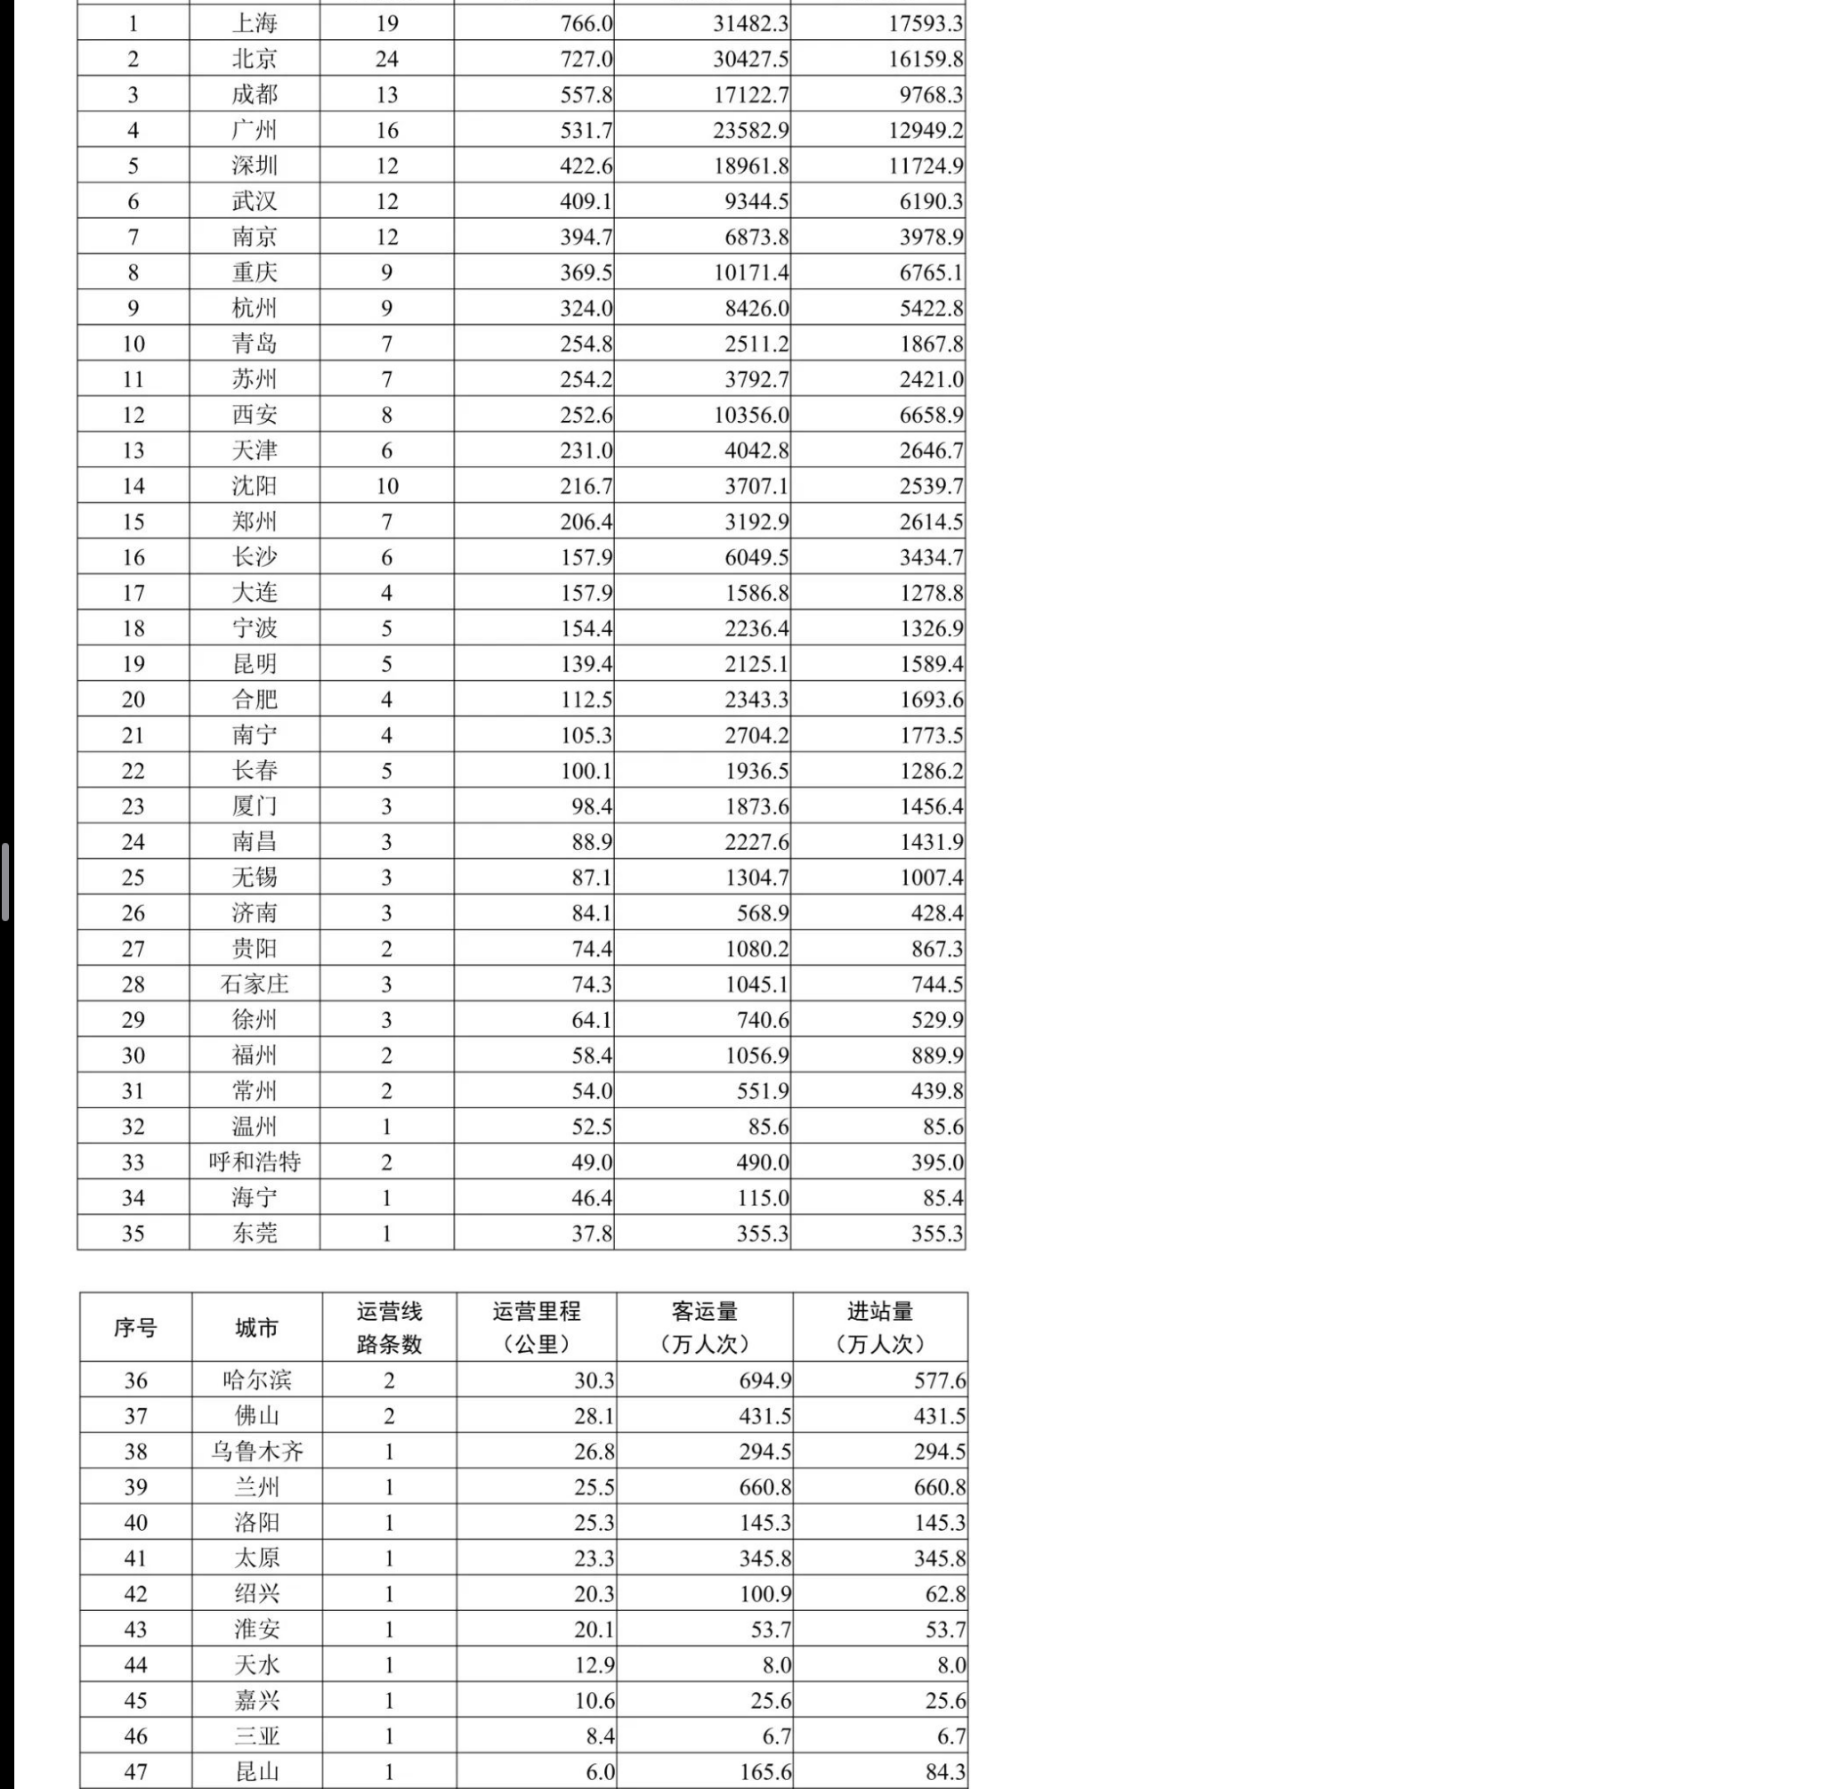 1 上海 19 766.0 31482.3 17593.3
2 北京 24 727.0 30427.5 16159.8
3 成都 13 557.8 17122.7 9768.3
4 广州 16 531.7 23582.9 12949.2
5 深圳 12 422.6 18961.8 11724.9
6 武汉 12 409.1 9344.5 6190.3
7 南京 12 394.7 6873.8 3978.9
8 重庆 9 369.5 10171.4 6765.1
9 杭州 9 324.0 8426.0 5422.8
10 青岛 7 254.8 2511.2 1867.8
11 苏州 7 254.2 3792.7 2421.0
12 西安 8 252.6 10356.0 6658.9
13 天津 6 231.0 4042.8 2646.7
14 沈阳 10 216.7 3707.1 2539.7
15 郑州 7 206.4 3192.9 2614.5
16 长沙 6 157.9 6049.5 3434.7
17 大连 4 157.9 1586.8 1278.8
18 宁波 5 154.4 2236.4 1326.9
19 昆明 5 139.4 2125.1 1589.4
20 合肥 4 112.5 2343.3 1693.6
21 南宁 4 105.3 2704.2 1773.5
22 长春 5 100.1 1936.5 1286.2
23 厦门 3 98.4 1873.6 1456.4
24 南昌 3 88.9 2227.6 1431.9
25 无锡 3 87.1 1304.7 1007.4
26 济南 3 84.1 568.9 428.4
27 贵阳 2 74.4 1080.2 867.3
28 石家庄 3 74.3 1045.1 744.5
29 徐州 3 64.1 740.6 529.9
30 福州 2 58.4 1056.9 889.9
31 常州 2 54.0 551.9 439.8
32 温州 1 52.5 85.6 85.6
33 呼和浩特 2 49.0 490.0 395.0
34 海宁 1 46.4 115.0 85.4
35 东莞 1 37.8 355.3 355.3
序号 城市 运营线 运营里程 客运量 进站量
路条数 （公里） （万人次） （万人次）
36 哈尔滨 2 30.3 694.9 577.6
37 佛山 2 28.1 431.5 431.5
38 乌鲁木齐 1 26.8 294.5 294.5
39 兰州 1 25.5 660.8 660.8
40 洛阳 1 25.3 145.3 145.3
41 太原 1 23.3 345.8 345.8
42 绍兴 1 20.3 100.9 62.8
43 淮安 1 20.1 53.7 53.7
44 天水 1 12.9 8.0 8.0
45 嘉兴 1 10.6 25.6 25.6
46 三亚 1 8.4 6.7 6.7
47 昆山 1 6.0 165.6 84.3